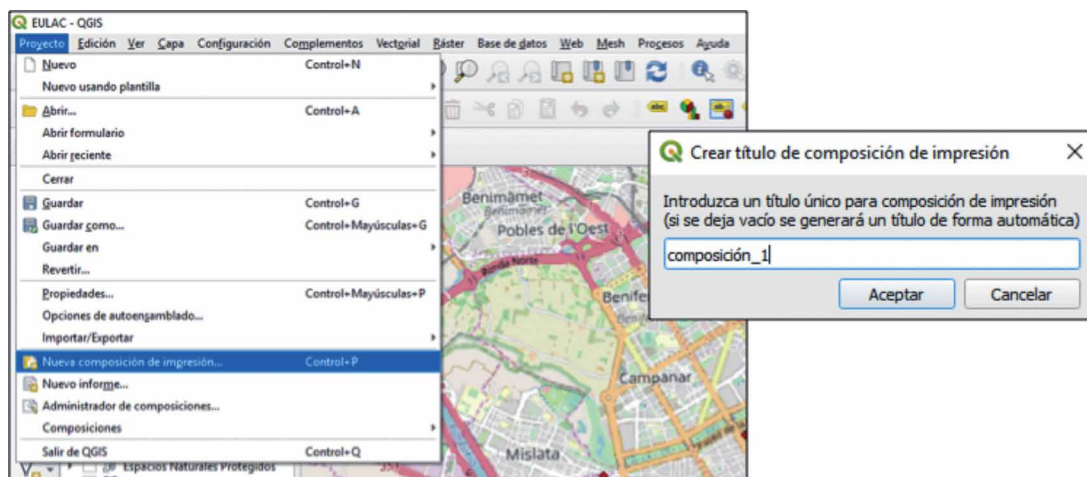 EULAC - QGIS
Proyecto Edición Ver Capa Configuración Complementos Vectorial Ráster Base de datos Web Mesh Procesos Ayuda
Nuevo Control+N
Nuevo usando plantilla
Abrir... Control+A
Abrir formulario
Abrir reciente
Cerrar
Guardar Control+G
Guardar como... Control+Mayúsculas+G
Guardar en
Revertir...
Propiedades... Control+Mayúsculas+P
Opciones de autoensamblado...
Importar/Exportar
Nueva composición de impresión... Control+P
Nuevo informe...
Administrador de composiciones...
Composiciones
Salir de QGIS Control+Q
Espacios Naturales Protegidos
abc
Benimàmet
Pobles de l'Oest
Ronda Norte
Campanar
Mislata
Crear título de composición de impresión
Introduzca un título único para composición de impresión
(si se deja vacío se generará un título de forma automática)
composición_1
Aceptar Cancelar